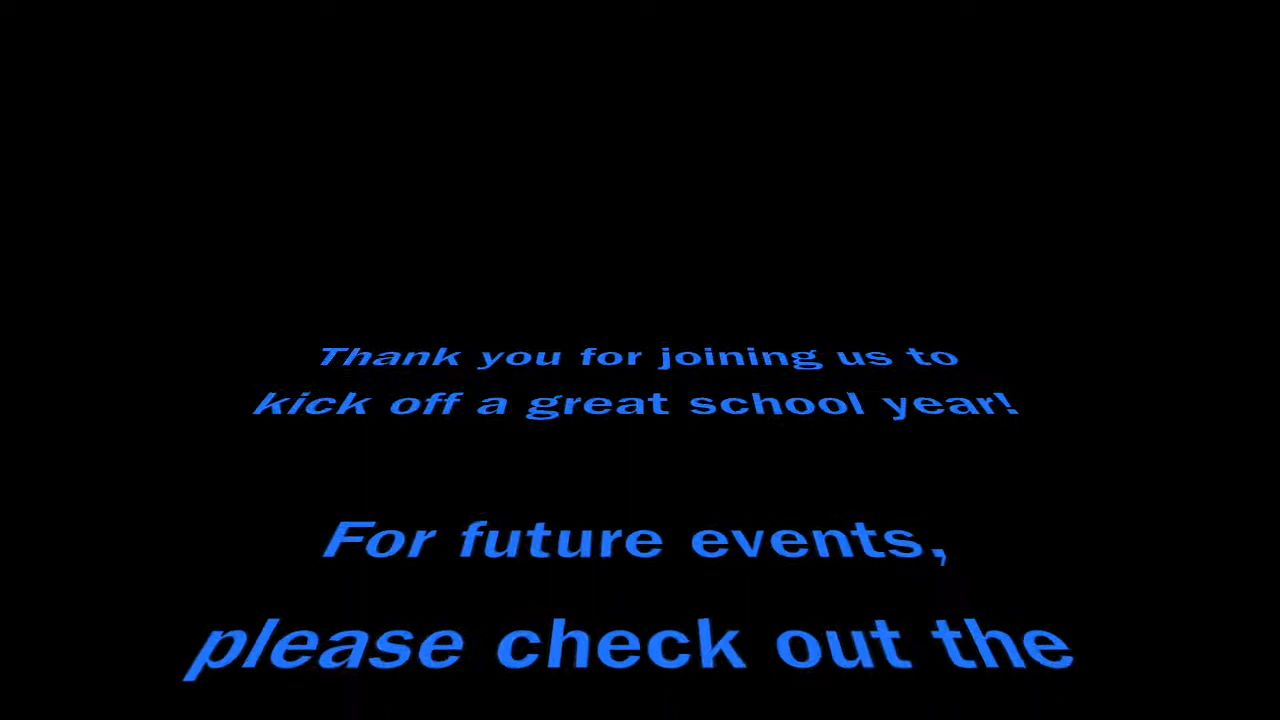 Thank you for joining us to
kick off a great school year!
For future events,
please check out the